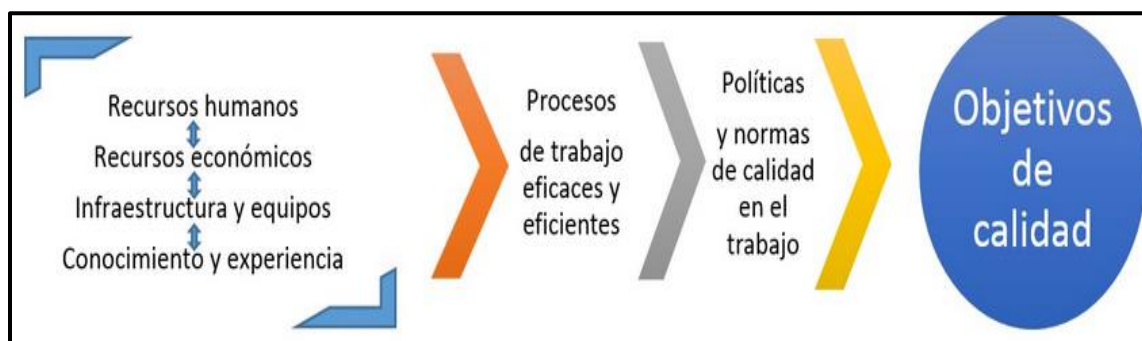 Recursos humanos
Recursos económicos
Infraestructura y equipos
Conocimiento y experiencia
Procesos
de trabajo
eficaces y
eficientes
Políticas
y normas
de calidad
en el
trabajo
Objetivos
de
calidad